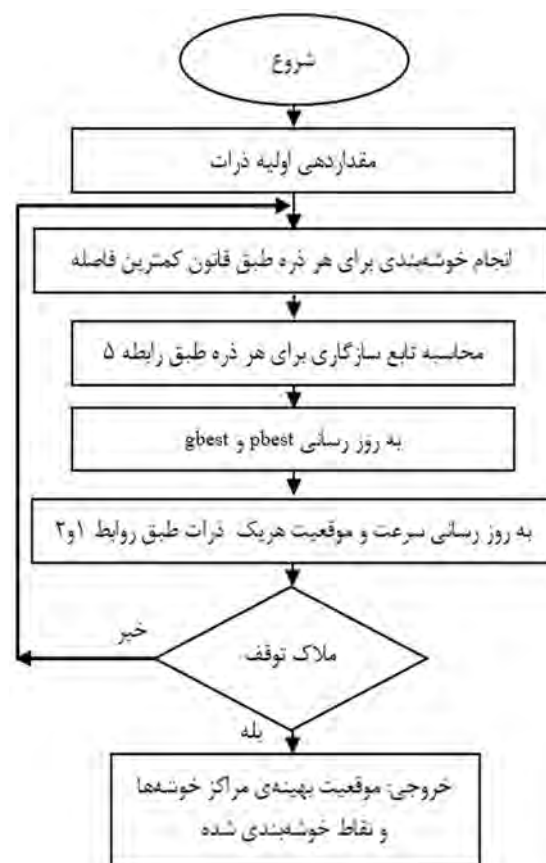 شروع
مقداردهی اولیه ذرات
انجام خوشه‌بندی برای هر ذره طبق قانون کمترین فاصله
محاسبه تابع سازگاری برای هر ذره طبق رابطه ۵
به روز رسانی pbest و gbest
به روز رسانی سرعت و موقعیت هریک ذرات طبق روابط ۱و۲
ملاک توقف
خیر
بله
خروجی: موقعیت بهینه‌ی مراکز خوشه‌ها
و نقاط خوشه‌بندی شده